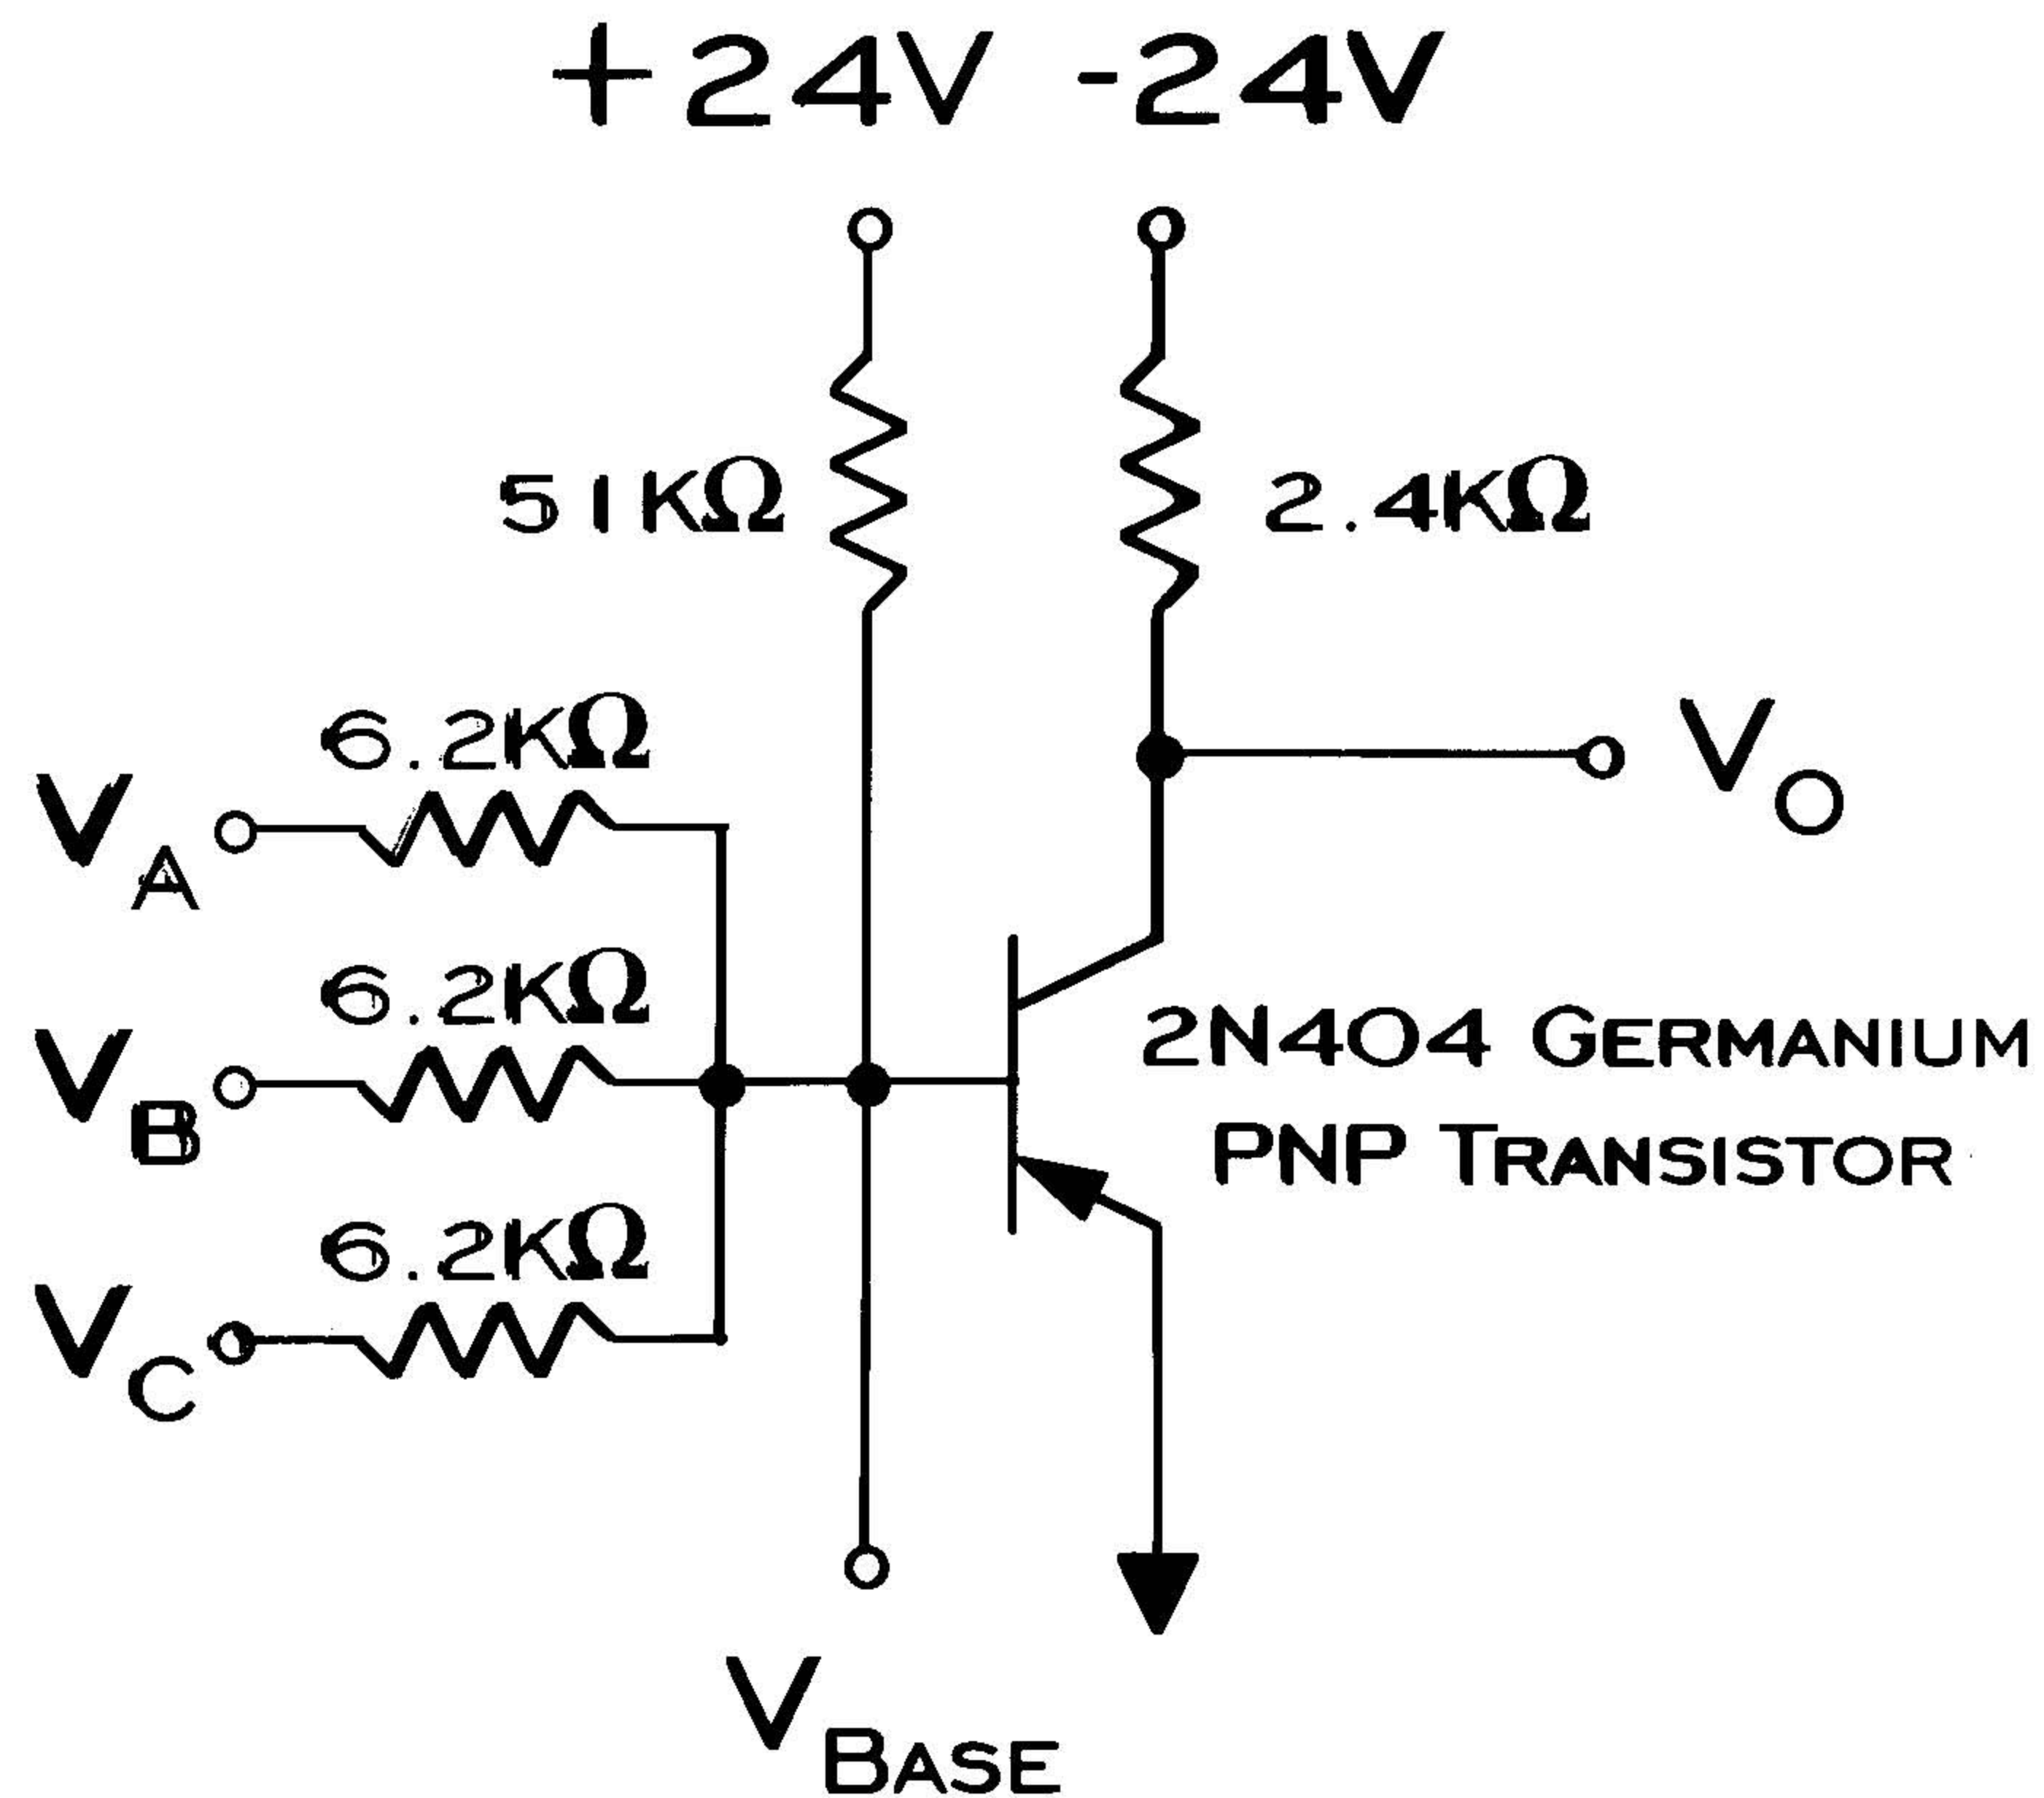 +24V -24V
51KΩ
2.4KΩ
6.2KΩ
VA
VO
6.2KΩ
VB
2N404 GERMANIUM
PNP TRANSISTOR
6.2KΩ
VC
VBASE